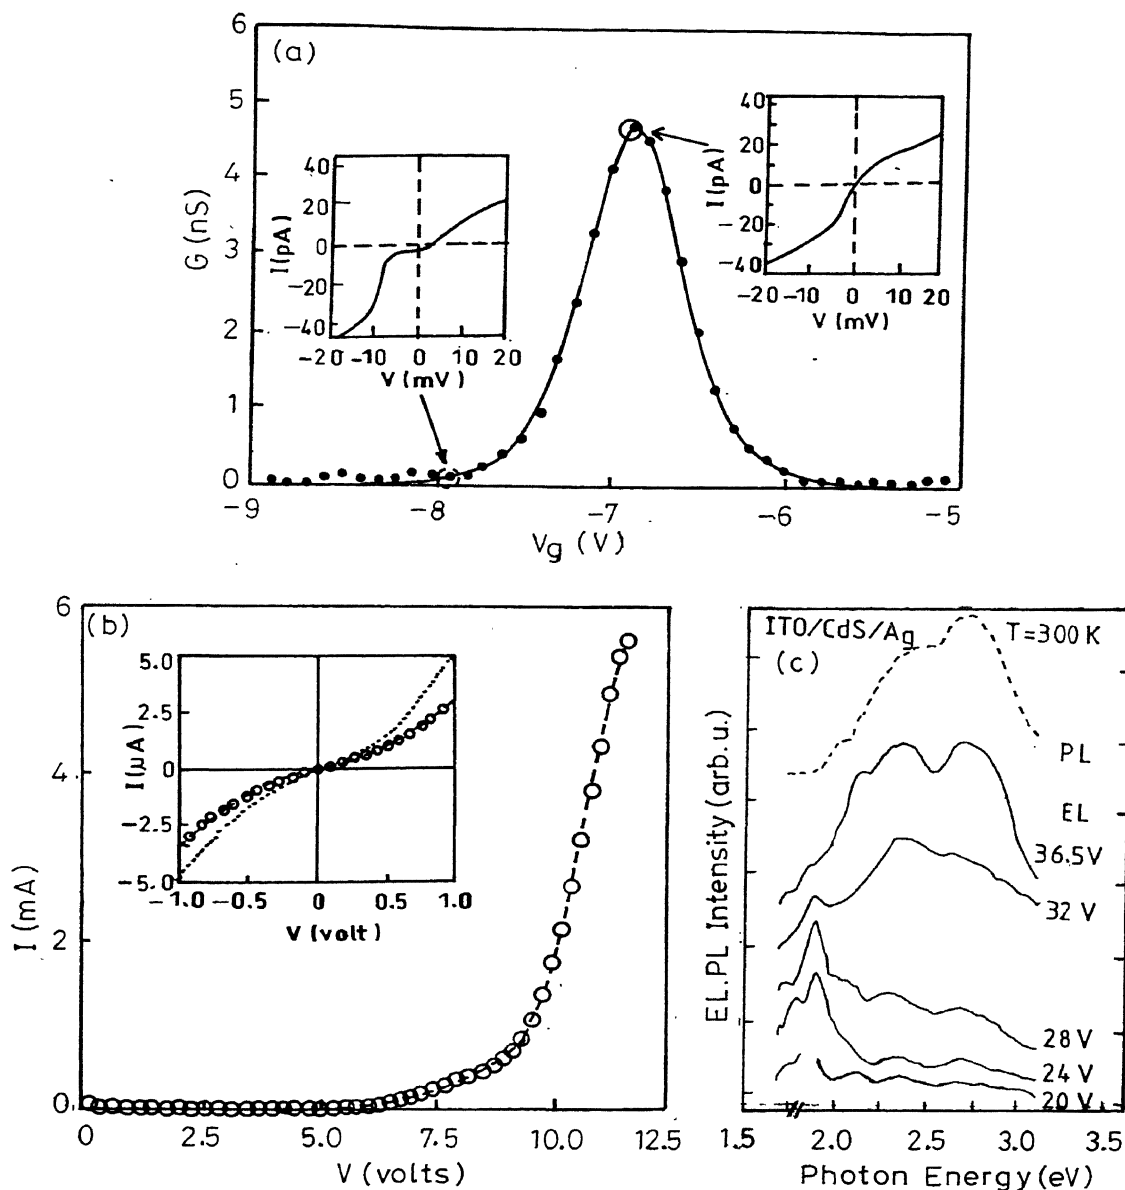 (a)
6
5
4
3
2
1
0
G (nS)
-9
-8
-7
-6
-5
Vg (V)
40
20
0
-20
-40
I (pA)
-20
-10
0
10
20
V (mV)
40
20
0
-20
-40
I (pA)
-20
-10
0
10
20
V (mV)
(b)
6
4
2
0
I (mA)
0
2.5
5.0
7.5
10.0
12.5
V (volts)
5.0
2.5
0
-2.5
-5.0
I (μA)
-1.0
-0.5
0
0.5
1.0
V (volt)
ITO/CdS/Ag T=300 K
(c)
PL
EL
36.5V
32 V
28 V
24 V
20 V
EL.PL Intensity (arb. u.)
1.5
2.0
2.5
3.0
3.5
Photon Energy (eV)